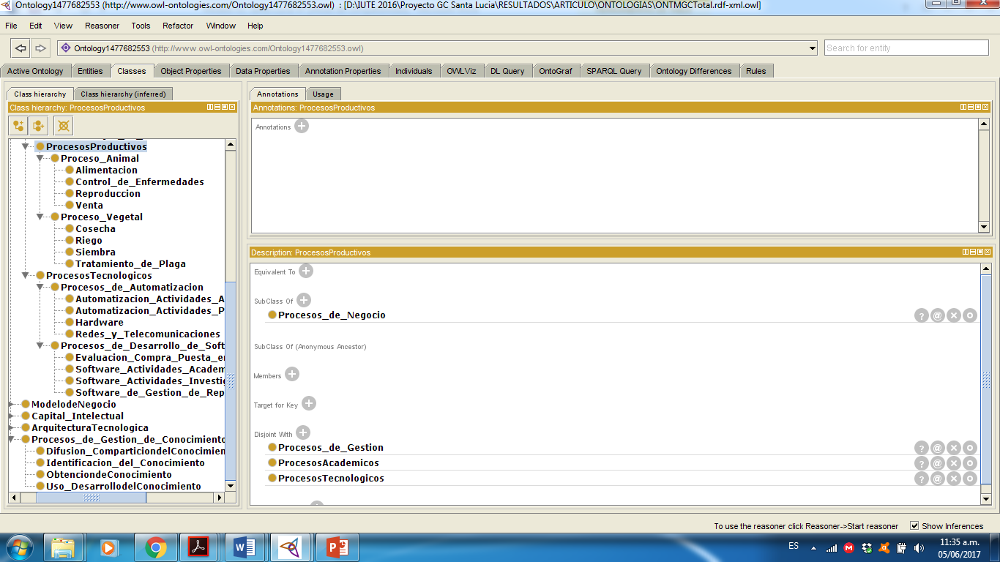 Ontology1477682553 (http://www.owl-ontologies.com/Ontology1477682553.owl) : [D:\IUTE 2016\Proyecto GC Santa Lucia\RESULTADOS\ARTICULO\ONTOLOGIAS\ONTMGCTotal.rdf-xml.owl]
File Edit View Reasoner Tools Refactor Window Help
Ontology1477682553 (http://www.owl-ontologies.com/Ontology1477682553.owl)
Search for entity
Active Ontology Entities Classes Object Properties Data Properties Annotation Properties Individuals OWLViz DL Query OntoGraf SPARQL Query Ontology Differences Rules
Class hierarchy Class hierarchy (inferred)
Class hierarchy: ProcesosProductivos
ProcesosProductivos
Proceso_Animal
Alimentacion
Control_de_Enfermedades
Reproduccion
Venta
Proceso_Vegetal
Cosecha
Riego
Siembra
Tratamiento_de_Plaga
ProcesosTecnologicos
Procesos_de_Automatizacion
Automatizacion_Actividades_A
Automatizacion_Actividades_P
Hardware
Redes_y_Telecomunicaciones
Procesos_de_Desarrollo_de_Soft
Evaluacion_Compra_Puesta_e
Software_Actividades_Academ
Software_Actividades_Investig
Software_de_Gestion_de_Rep
ModelodeNegocio
Capital_Intelectual
ArquitecturaTecnologica
Procesos_de_Gestion_de_Conocimiento
Difusion_ComparticiondelConocimien
Identificacion_del_Conocimiento
ObtenciondeConocimiento
Uso_DesarrollodelConocimiento
Annotations Usage
Annotations: ProcesosProductivos
Annotations
Description: ProcesosProductivos
Equivalent To
SubClass Of
Procesos_de_Negocio
SubClass Of (Anonymous Ancestor)
Members
Target for Key
Disjoint With
Procesos_de_Gestion
ProcesosAcademicos
ProcesosTecnologicos
To use the reasoner click Reasoner->Start reasoner Show Inferences
ES
11:35 a.m.
05/06/2017